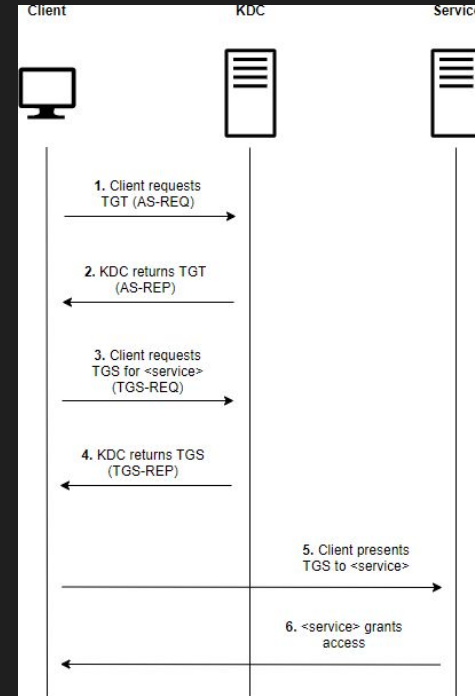 Client KDC Service
1. Client requests
TGT (AS-REQ)
2. KDC returns TGT
(AS-REP)
3. Client requests
TGS for <service>
(TGS-REQ)
4. KDC returns TGS
(TGS-REP)
5. Client presents
TGS to <service>
6. <service> grants
access